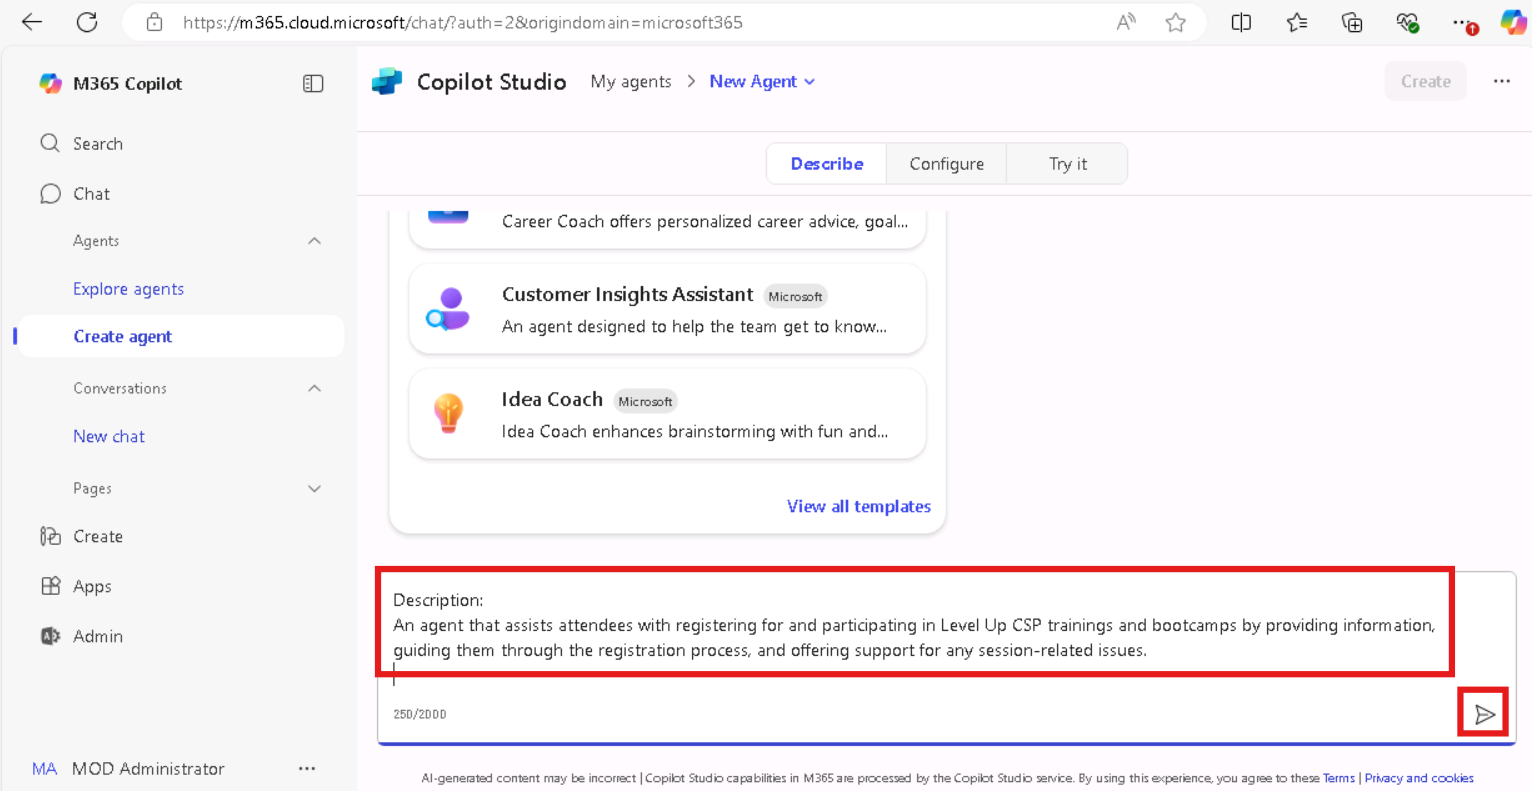 https://m365.cloud.microsoft/chat/?auth=2&origindomain=microsoft365
M365 Copilot
Search
Chat
Agents
Explore agents
Create agent
Conversations
New chat
Pages
Create
Apps
Admin
MA MOD Administrator
Copilot Studio My agents > New Agent
Create
Describe Configure Try it
Career Coach offers personalized career advice, goal...
Customer Insights Assistant Microsoft
An agent designed to help the team get to know...
Idea Coach Microsoft
Idea Coach enhances brainstorming with fun and...
View all templates
Description:
An agent that assists attendees with registering for and participating in Level Up CSP trainings and bootcamps by providing information,
guiding them through the registration process, and offering support for any session-related issues.
250/2000
AI-generated content may be incorrect | Copilot Studio capabilities in M365 are processed by the Copilot Studio service. By using this experience, you agree to these Terms | Privacy and cookies